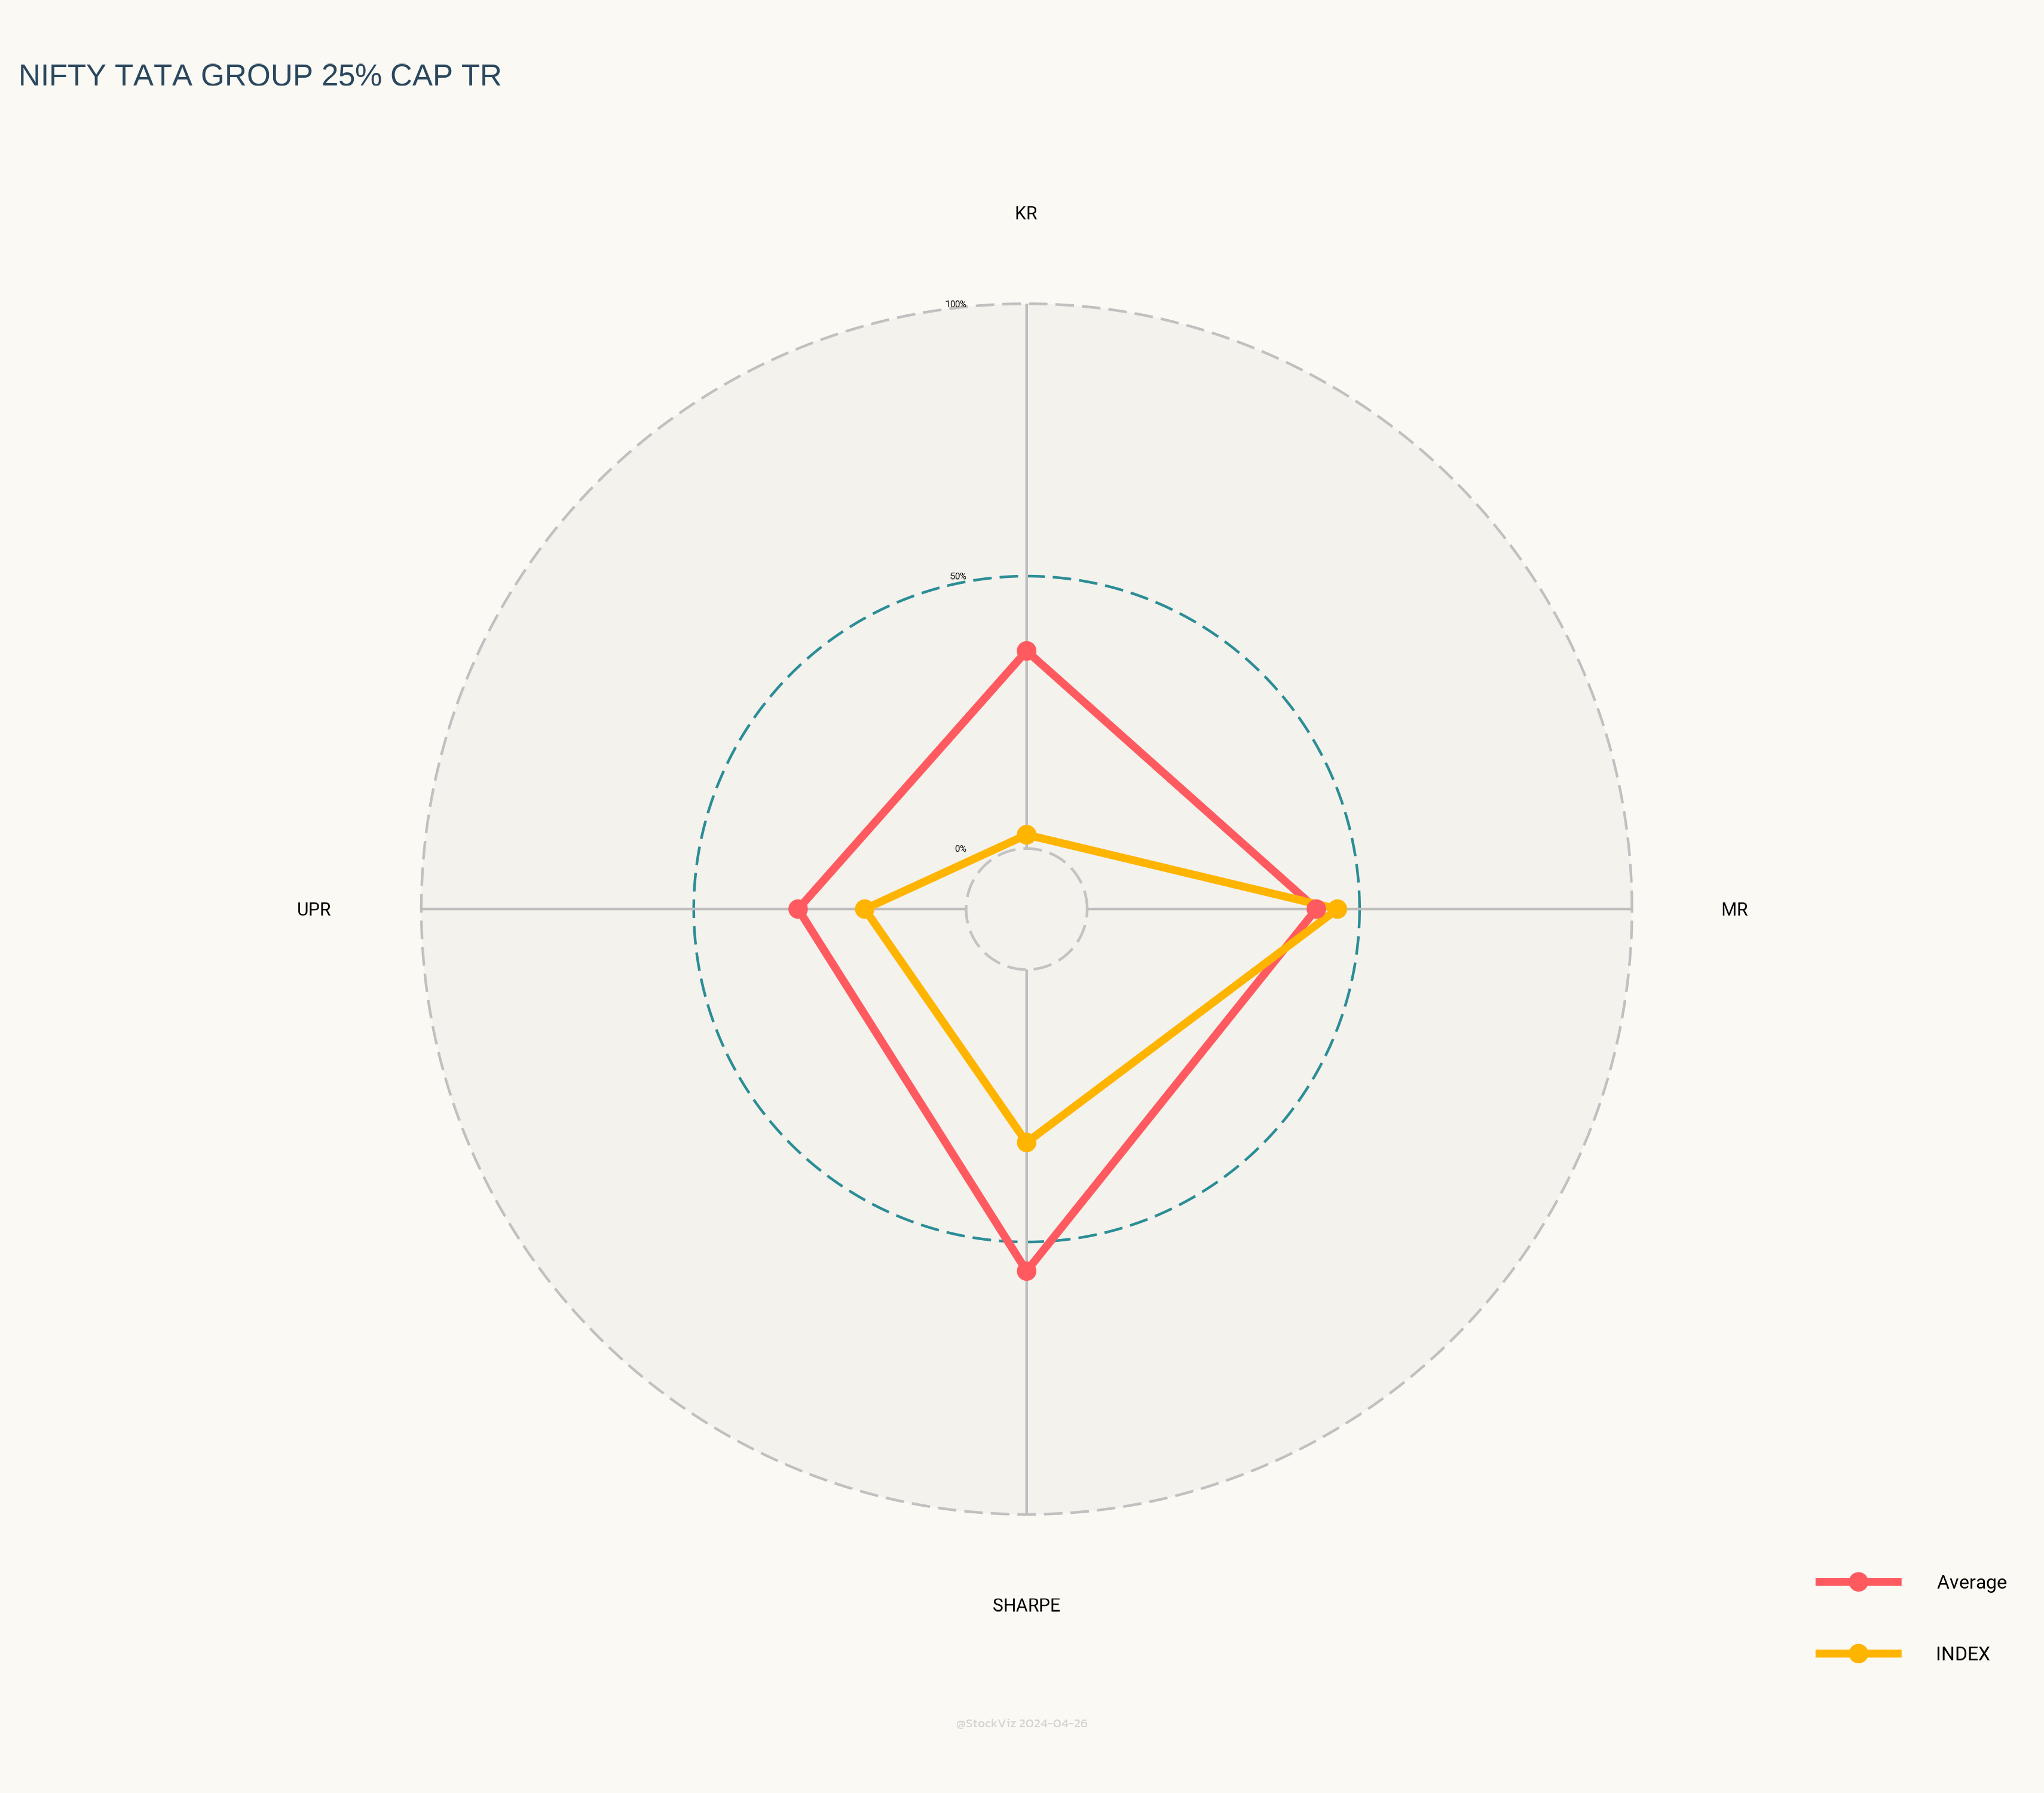 NIFTY TATA GROUP 25% CAP TR
KR
100%
50%
0%
UPR
MR
SHARPE
Average
INDEX
@StockViz 2024-04-26